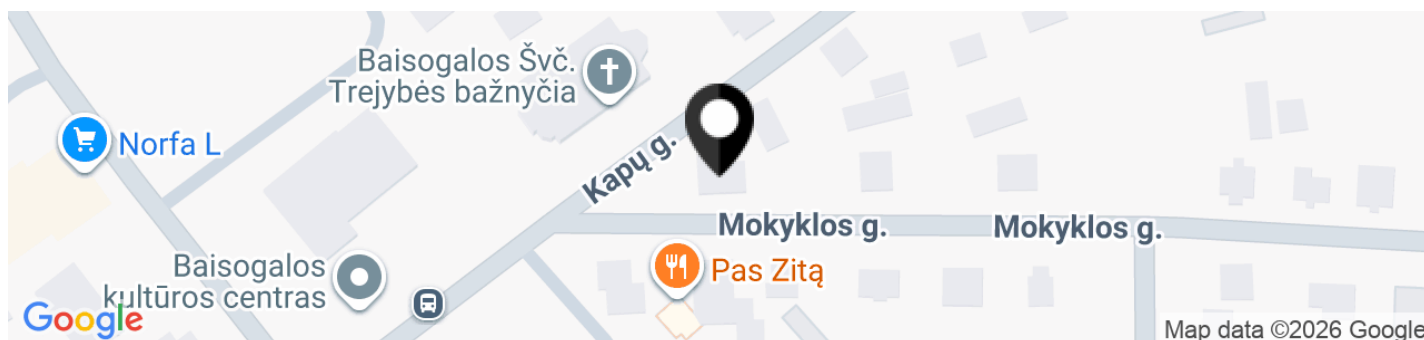 Baisogalos Švč.
Trejybės bažnyčia
Norfa L
Kapų g.
Mokyklos g.
Mokyklos g.
Baisogalos
kultūros centras
Pas Zitą
Google
Map data ©2026 Google